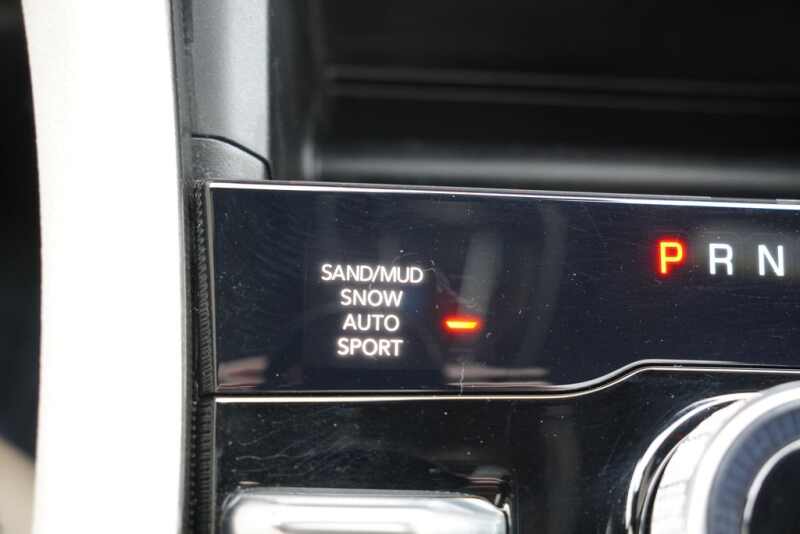 SAND/MUD
SNOW
AUTO
SPORT
P R N